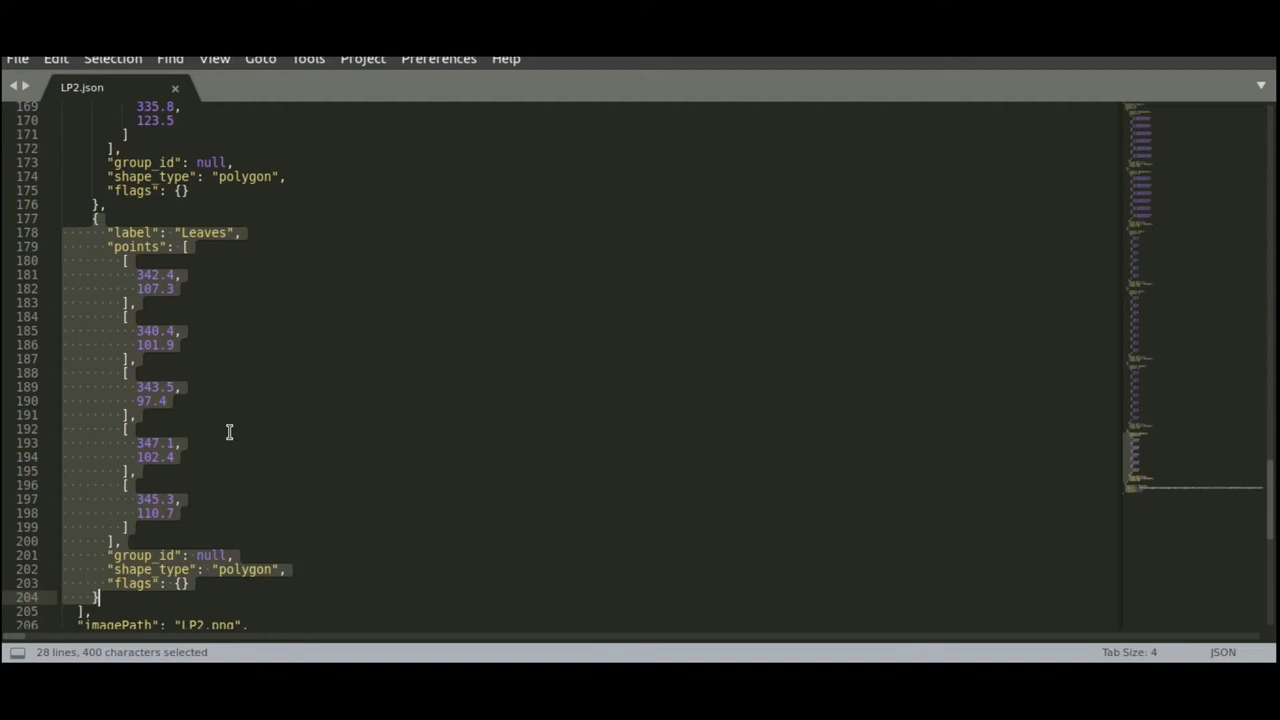 File Edit Selection Find View Goto Tools Project Preferences Help
LP2.json ×
169 335.8,
170 123.5
171 ]
172 ],
173 "group_id": null,
174 "shape_type": "polygon",
175 "flags": {}
176 },
177 {
178 "label": "Leaves",
179 "points": [
180 [
181 342.4,
182 107.3
183 ],
184 [
185 340.4,
186 101.9
187 ],
188 [
189 343.5,
190 97.4
191 ],
192 [
193 347.1,
194 102.4
195 ],
196 [
197 345.3,
198 110.7
199 ]
200 ],
201 "group_id": null,
202 "shape_type": "polygon",
203 "flags": {}
204 }
205 ],
206 "imagePath": "LP2.png",
28 lines, 400 characters selected Tab Size: 4 JSON